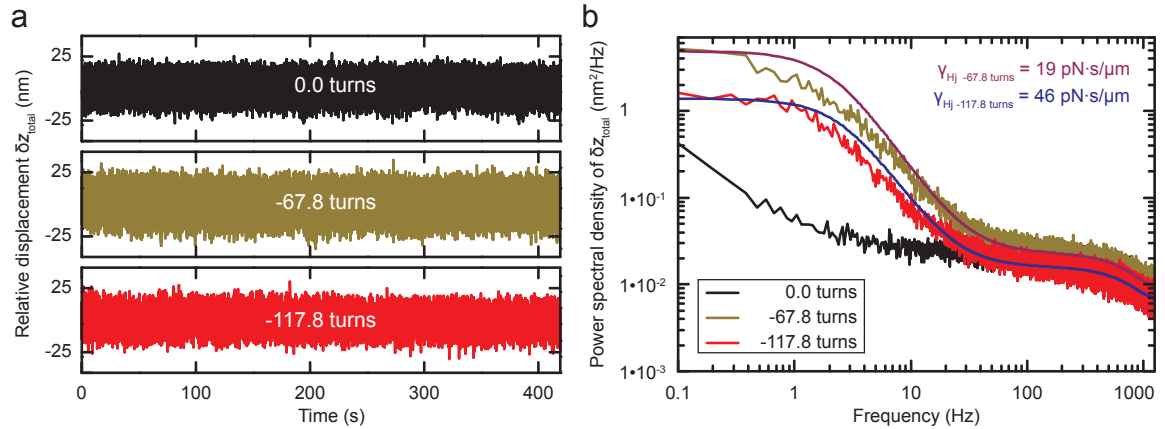 a
Relative displacement δz_total (nm)
25
-25
0.0 turns
25
-25
-67.8 turns
25
-25
-117.8 turns
0 100 200 300 400
Time (s)
b
Power spectral density of δz_total (nm²/Hz)
1
1•10⁻¹
1•10⁻²
1•10⁻³
γ_Hj -67.8 turns = 19 pN·s/µm
γ_Hj -117.8 turns = 46 pN·s/µm
0.0 turns
-67.8 turns
-117.8 turns
0.1 1 10 100 1000
Frequency (Hz)